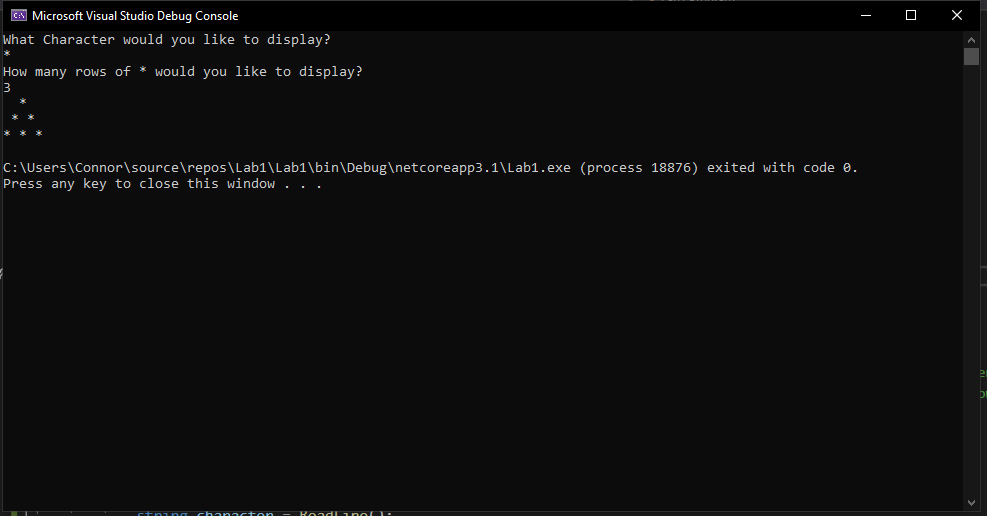 Microsoft Visual Studio Debug Console
What Character would you like to display?
*
How many rows of * would you like to display?
3
  *
 * *
* * *
C:\Users\Connor\source\repos\Lab1\Lab1\bin\Debug\netcoreapp3.1\Lab1.exe (process 18876) exited with code 0.
Press any key to close this window . . .
string character = ReadLine();